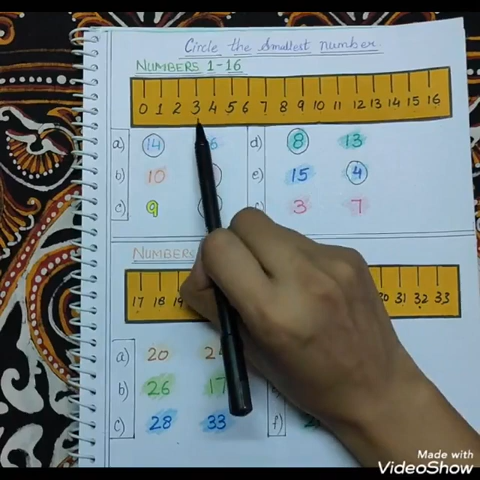 Circle the smallest number
NUMBERS 1-16
0 1 2 3 4 5 6 7 8 9 10 11 12 13 14 15 16
a) 14 16 d) 8 13
b) 10 e) 15 4
c) 9 3 7
NUMBERS
17 18 19 30 31 32 33
a) 20
b) 26 17
c) 28 33 f)
Made with
VideoShow